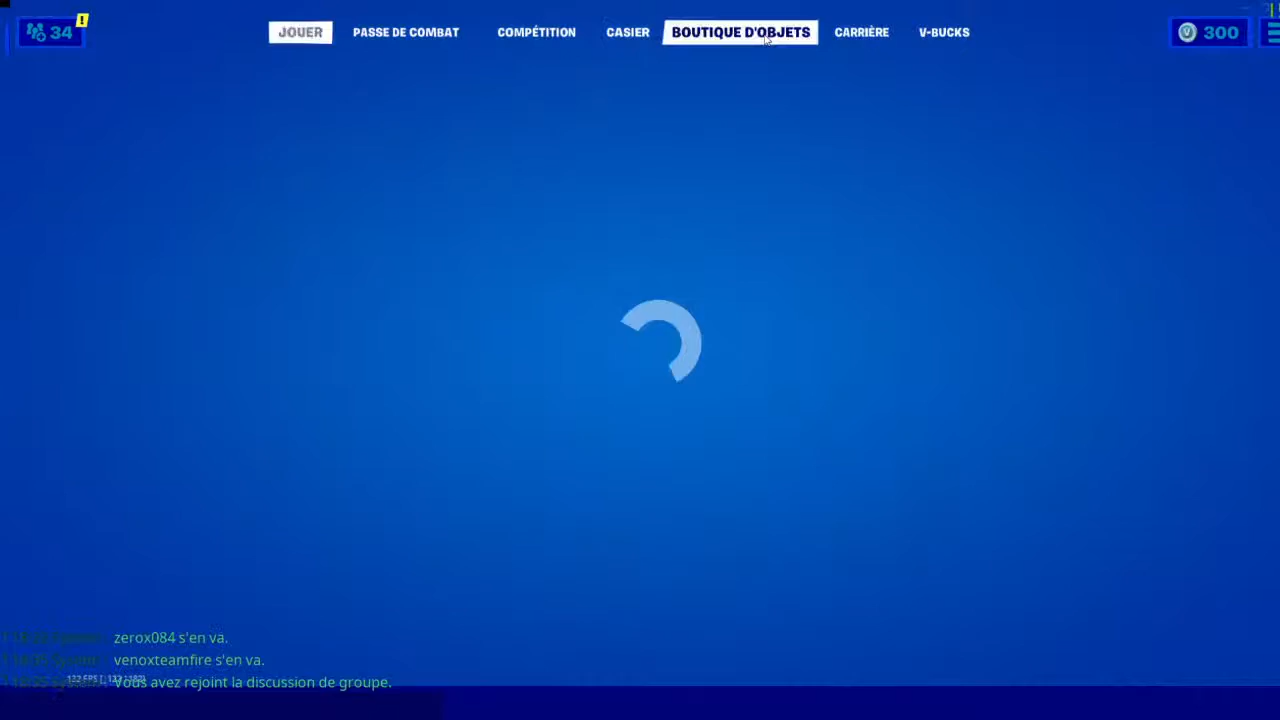 34 !
JOUER PASSE DE COMBAT COMPÉTITION CASIER BOUTIQUE D'OBJETS CARRIÈRE V-BUCKS
V 300
zerox084 s'en va.
venoxteamfire s'en va.
Vous avez rejoint la discussion de groupe.